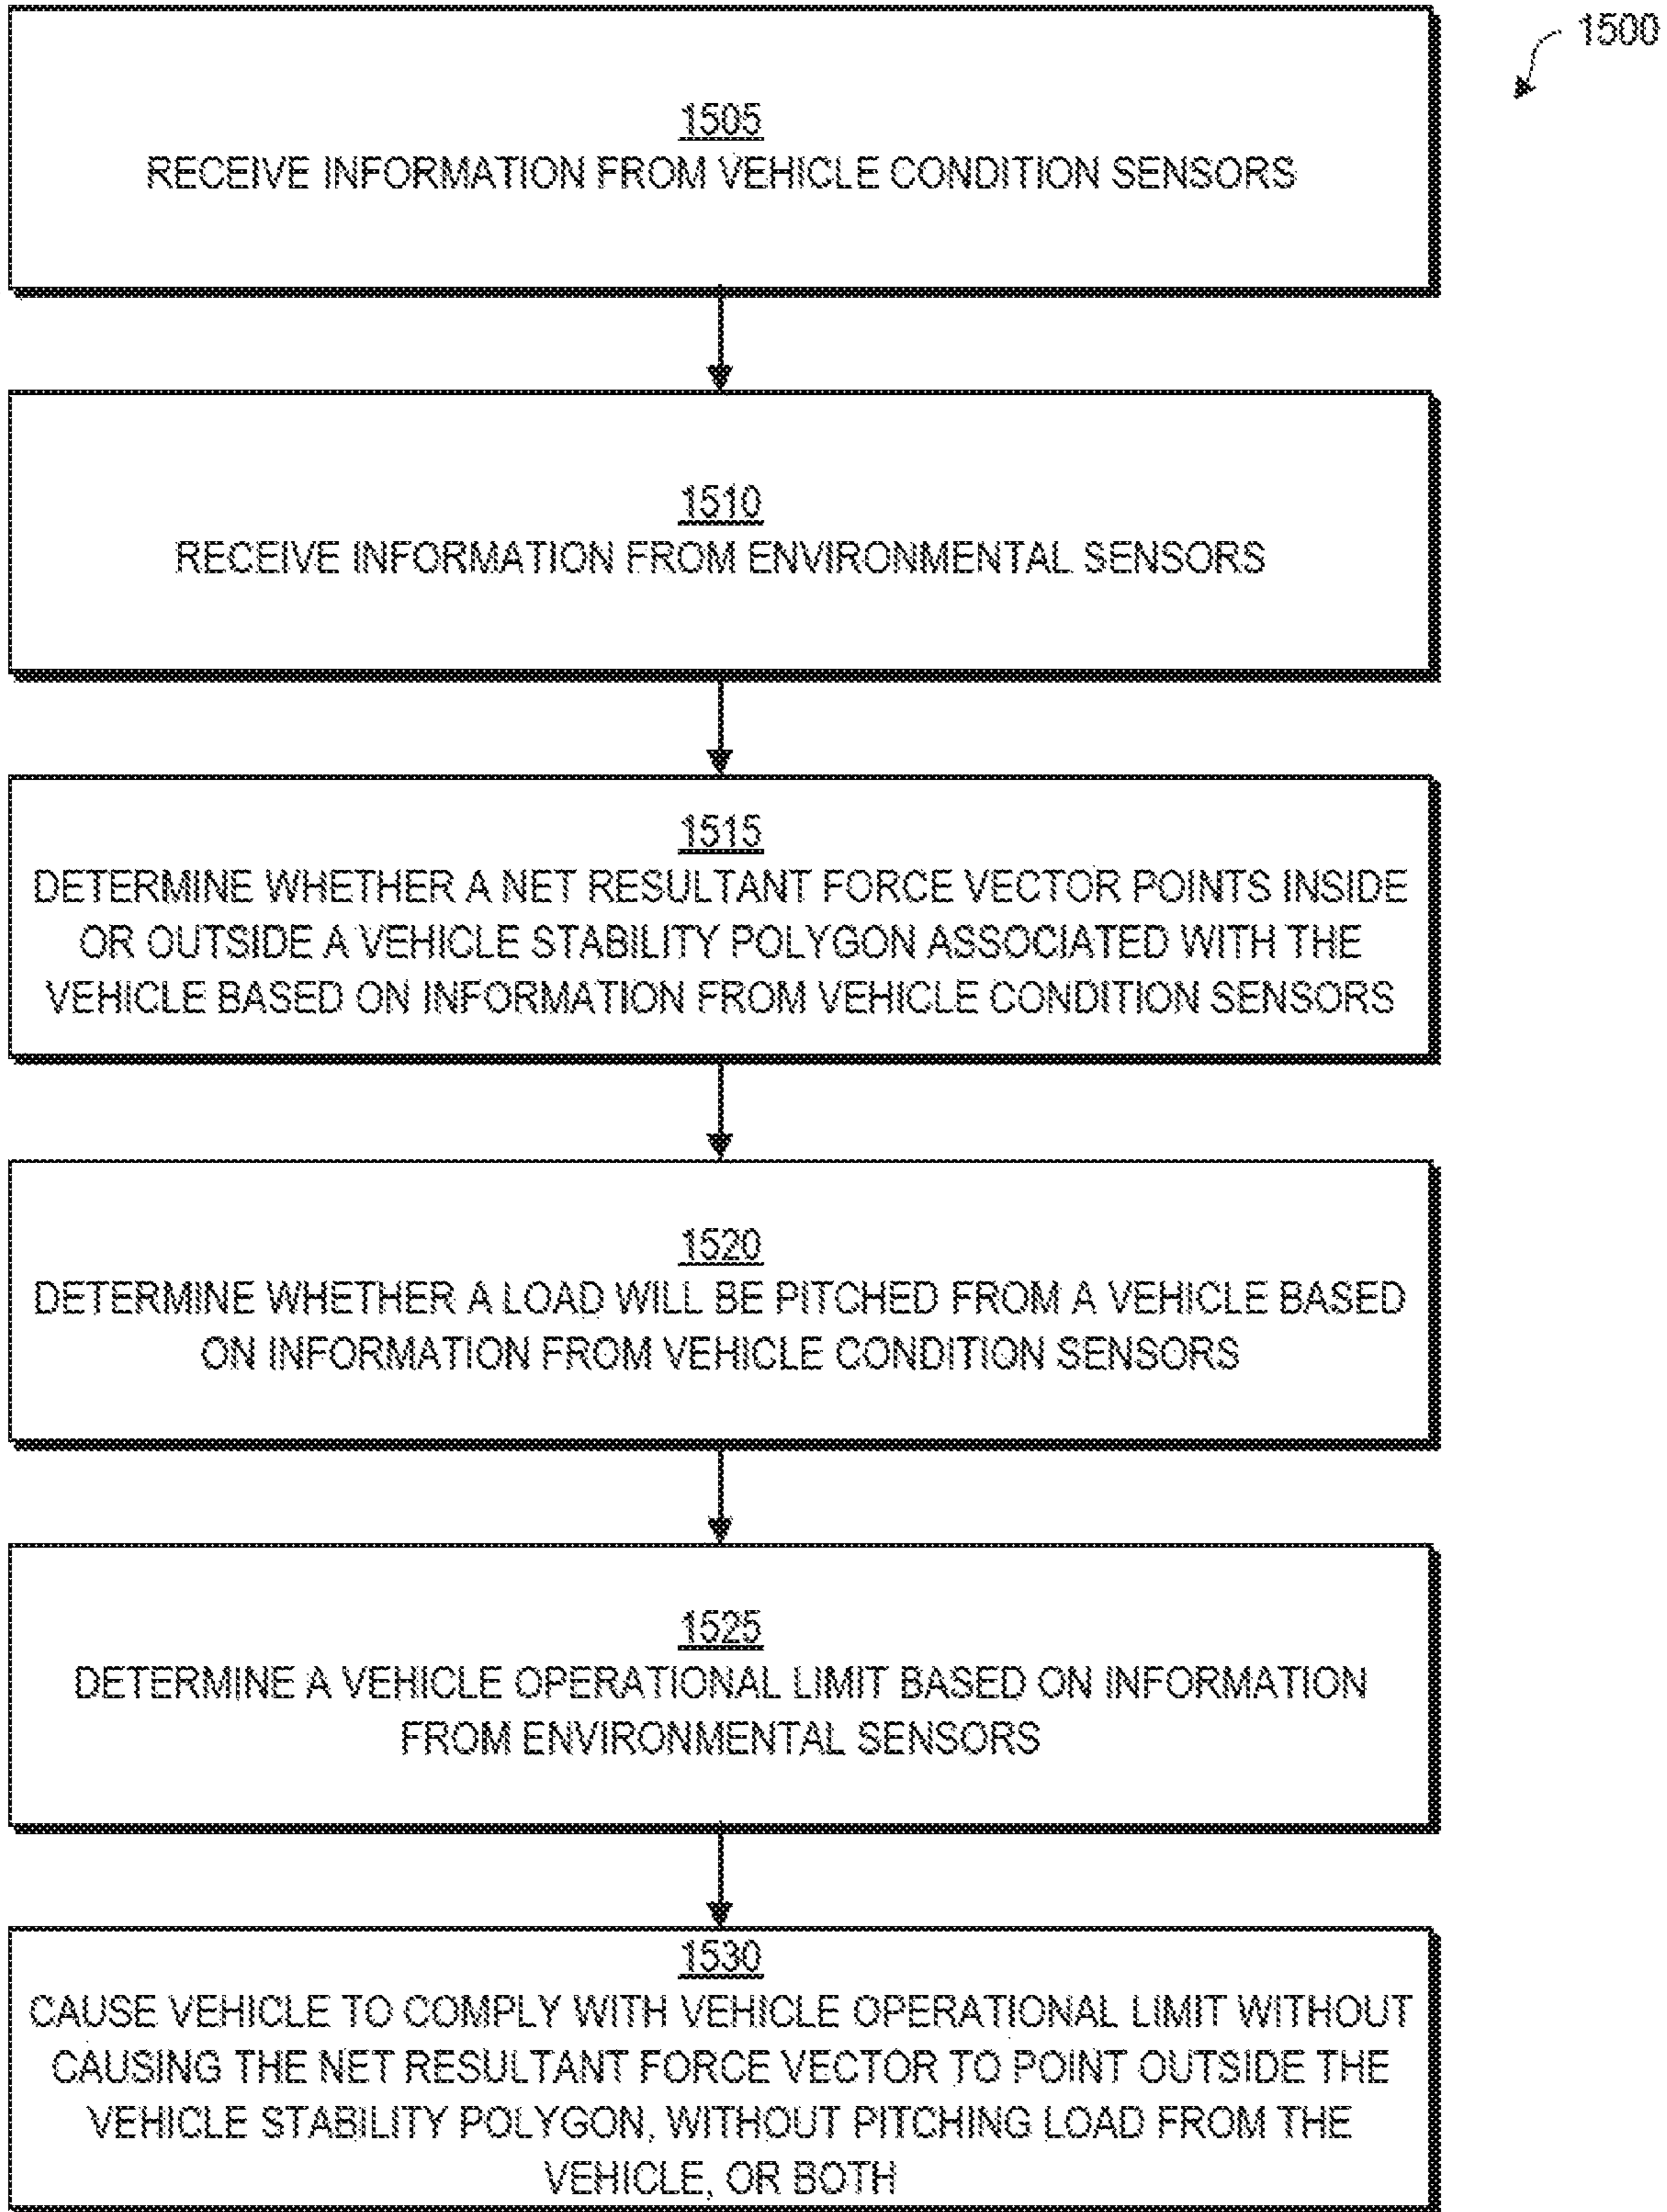 1500
1505
RECEIVE INFORMATION FROM VEHICLE CONDITION SENSORS
1510
RECEIVE INFORMATION FROM ENVIRONMENTAL SENSORS
1515
DETERMINE WHETHER A NET RESULTANT FORCE VECTOR POINTS INSIDE
OR OUTSIDE A VEHICLE STABILITY POLYGON ASSOCIATED WITH THE
VEHICLE BASED ON INFORMATION FROM VEHICLE CONDITION SENSORS
1520
DETERMINE WHETHER A LOAD WILL BE PITCHED FROM A VEHICLE BASED
ON INFORMATION FROM VEHICLE CONDITION SENSORS
1525
DETERMINE A VEHICLE OPERATIONAL LIMIT BASED ON INFORMATION
FROM ENVIRONMENTAL SENSORS
1530
CAUSE VEHICLE TO COMPLY WITH VEHICLE OPERATIONAL LIMIT WITHOUT
CAUSING THE NET RESULTANT FORCE VECTOR TO POINT OUTSIDE THE
VEHICLE STABILITY POLYGON, WITHOUT PITCHING LOAD FROM THE
VEHICLE, OR BOTH